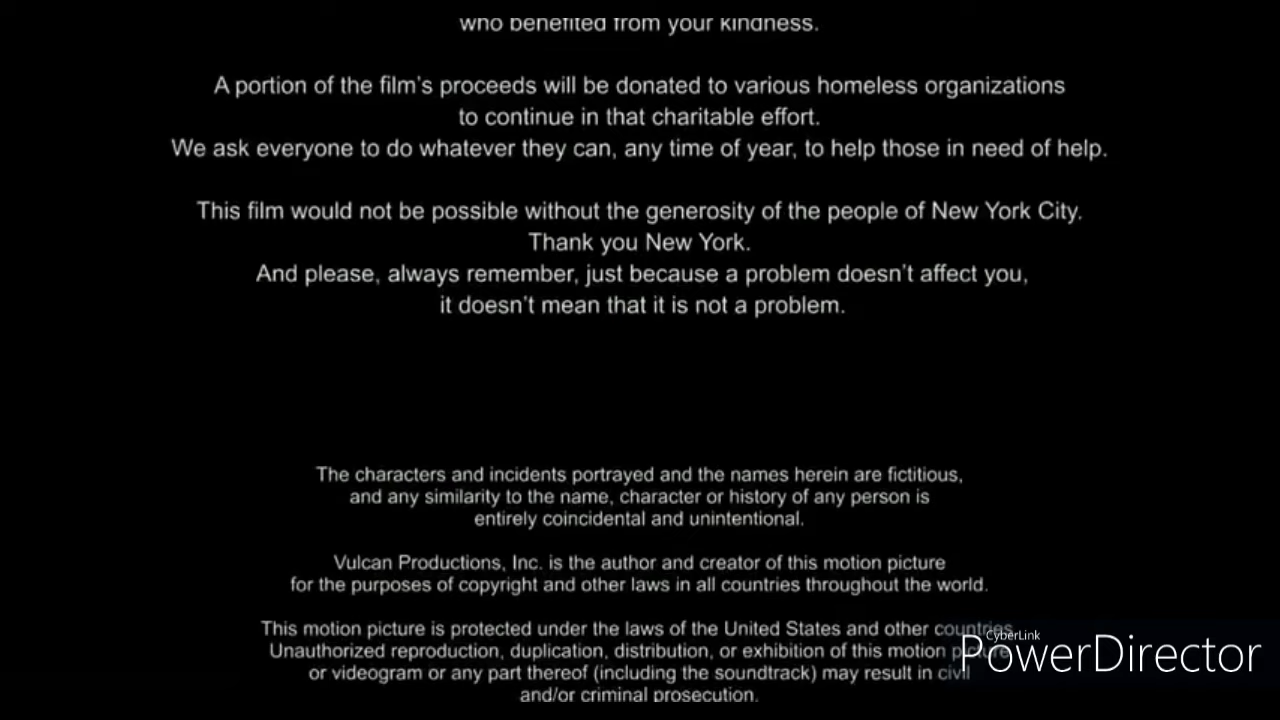 who benefited from your kindness.
A portion of the film's proceeds will be donated to various homeless organizations
to continue in that charitable effort.
We ask everyone to do whatever they can, any time of year, to help those in need of help.
This film would not be possible without the generosity of the people of New York City.
Thank you New York.
And please, always remember, just because a problem doesn't affect you,
it doesn't mean that it is not a problem.
The characters and incidents portrayed and the names herein are fictitious,
and any similarity to the name, character or history of any person is
entirely coincidental and unintentional.
Vulcan Productions, Inc. is the author and creator of this motion picture
for the purposes of copyright and other laws in all countries throughout the world.
This motion picture is protected under the laws of the United States and other countries.
Unauthorized reproduction, duplication, distribution, or exhibition of this motion picture
or videogram or any part thereof (including the soundtrack) may result in civil
and/or criminal prosecution.
CyberLink
PowerDirector